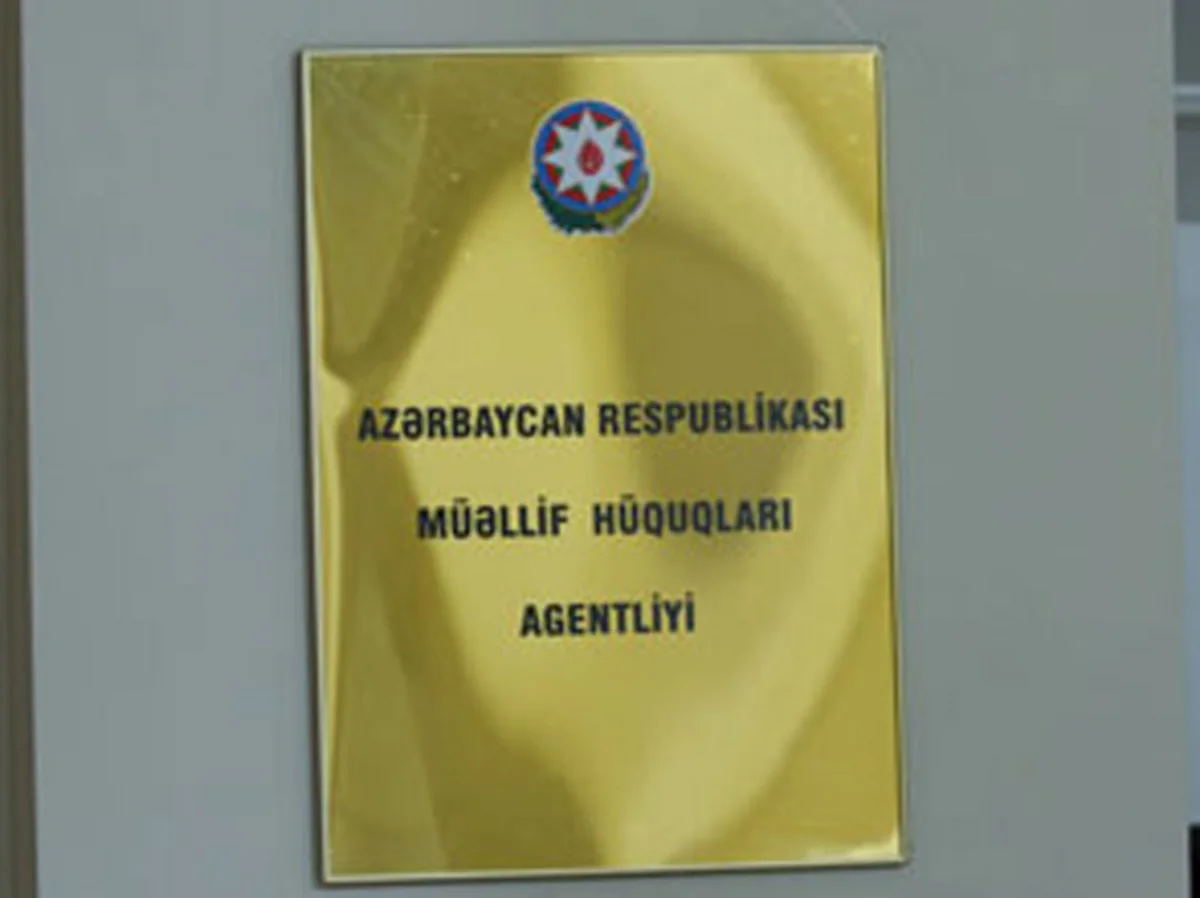 AZƏRBAYCAN RESPUBLİKASI
MÜƏLLİF HÜQUQLARI
AGENTLİYİ